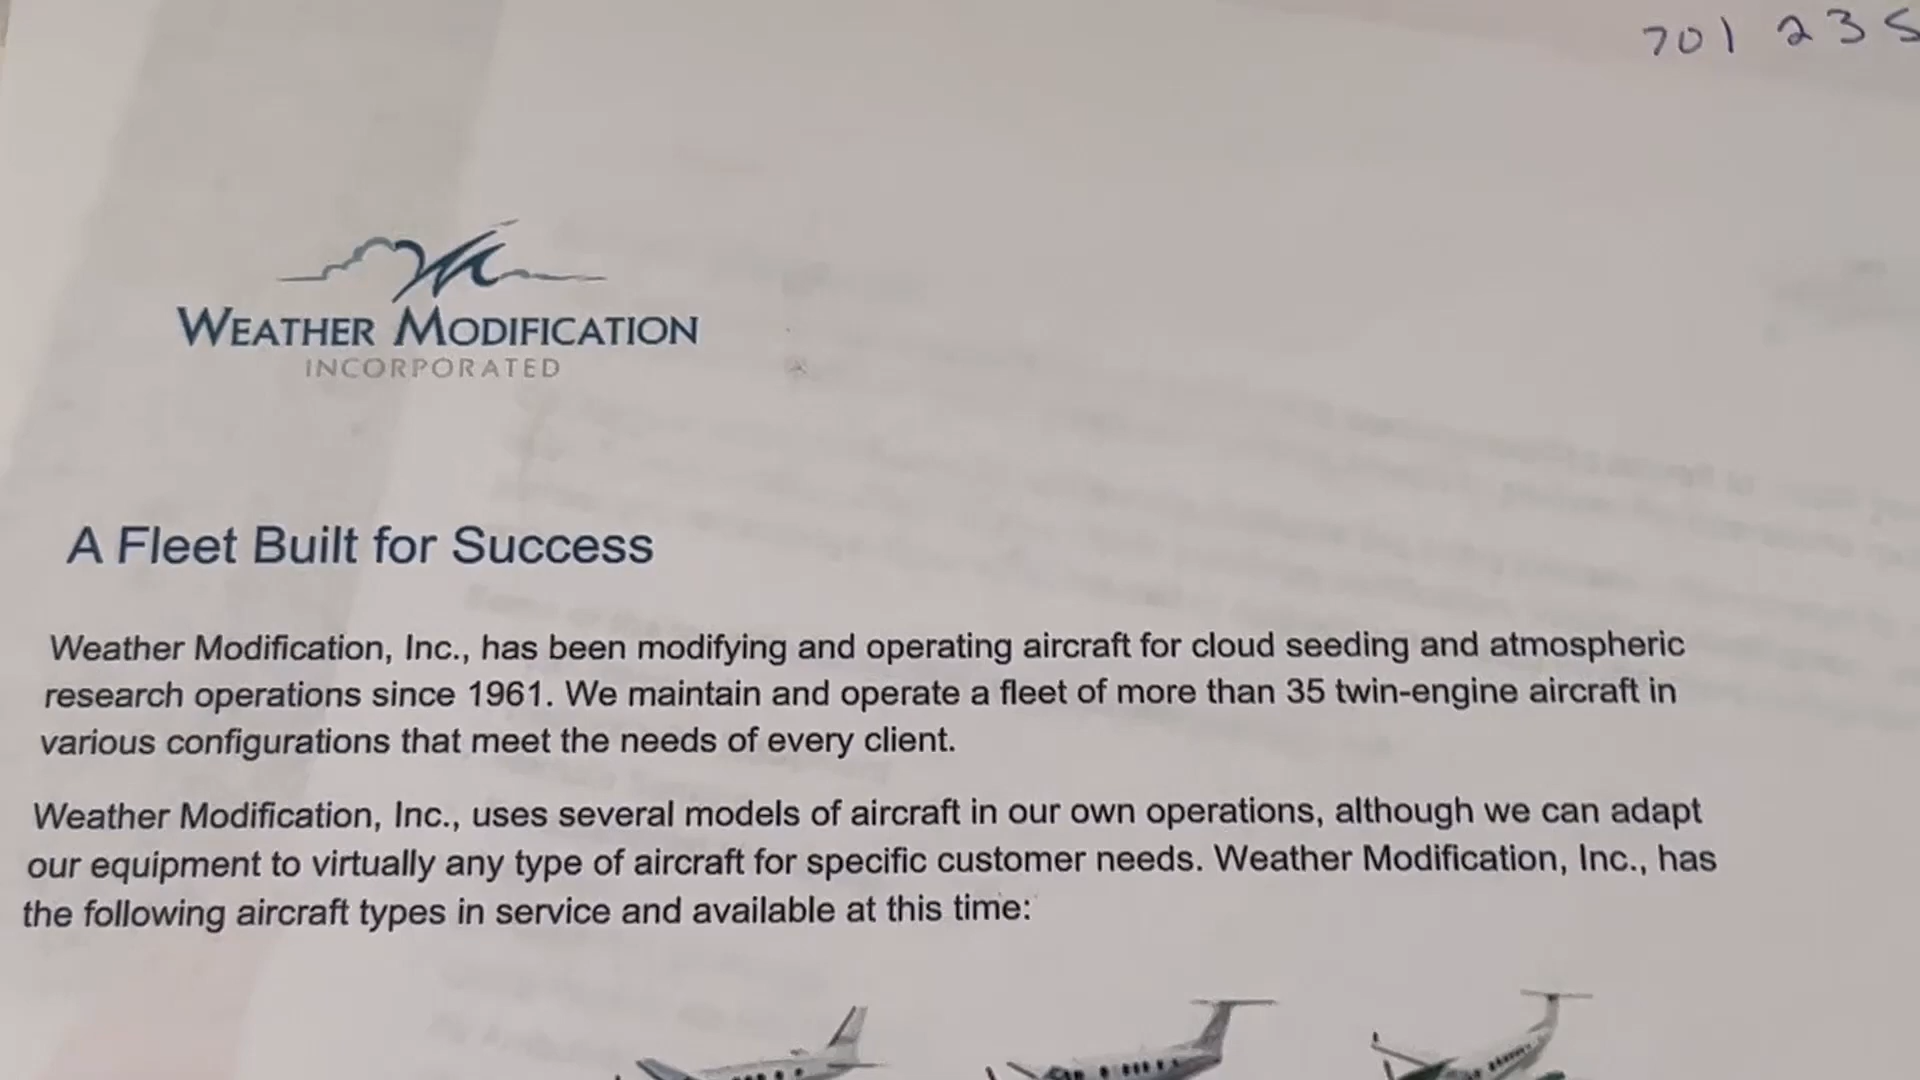 701 235
WEATHER MODIFICATION
INCORPORATED
A Fleet Built for Success
Weather Modification, Inc., has been modifying and operating aircraft for cloud seeding and atmospheric
research operations since 1961. We maintain and operate a fleet of more than 35 twin-engine aircraft in
various configurations that meet the needs of every client.
Weather Modification, Inc., uses several models of aircraft in our own operations, although we can adapt
our equipment to virtually any type of aircraft for specific customer needs. Weather Modification, Inc., has
the following aircraft types in service and available at this time: